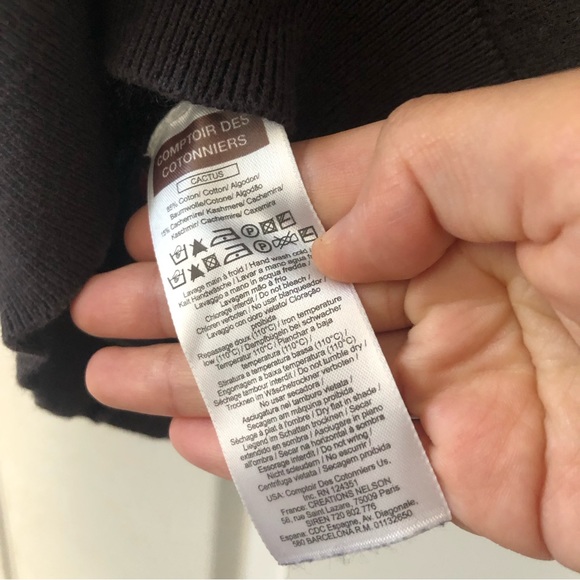 COMPTOIR DES
COTONNIERS
CACTUS
85% Coton/ Cotton/ Algodon/
Baumwolle/Cotone/ Algodão
15% Cachemire/ Kashmere/ Cachemira/
Kaschmir/ Cachemire/ Caxemira
Lavage main à froid / Hand wash cold
Kalt Handwäsche/ Lavar a mano agua
Lavaggio a mano in acqua fredda /
Lavagem mão à frio
Chlorage interdit / Do not bleach /
Chloren verboten / No usar blanqueador/
Lavaggio con corpo vietato/ Cloração
proibida
Repassage doux (110°C) / Iron temperature
low (110°C) / Dampfbügeln bei schwacher
Temperatur 110°C / Planchar a baja
temperatura (110°C) /
Stiratura a temperatura bassa (110°C) /
Engomagem a baixa temperatura (110°C)
Séchage tambour interdit / Do not tumble dry /
Trocknen im Wäschetrockner verboten /
No usar secadora /
Asciugatura nel tamburo vietata /
Secagem em máquina proibida
Séchage à plat à l'ombre / Dry flat in shade /
Liegend im Schatten trocknen / Secar
extendido en sombra / Asciugare in piano
all'ombra / Secar na horizontal à sombra
Essorage interdit / Do not wring /
Nicht schleudern / No escurrir /
Centrifuga vietata / Secagem proibida
USA: Comptoir Des Cotonniers Us,
Inc. RN 124351
France: CREATIONS NELSON
58, rue Saint Lazare, 75009 Paris
SIREN 720 802 776
Espana: CDC Espagne, Av. Diagonale,
580 BARCELONA R.M. 01132650